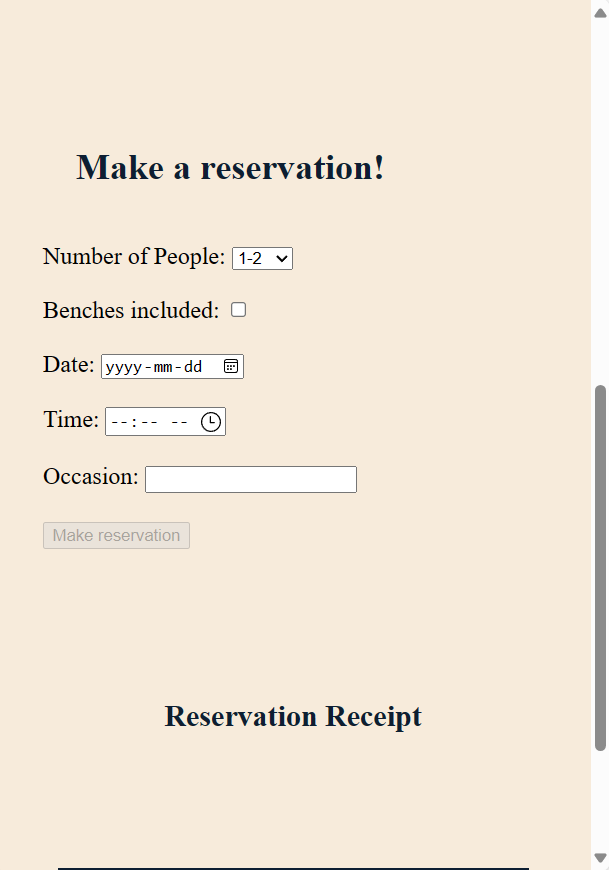 Make a reservation!
Number of People: 1-2
Benches included:
Date: yyyy-mm-dd
Time: --:-- --
Occasion:
Make reservation
Reservation Receipt